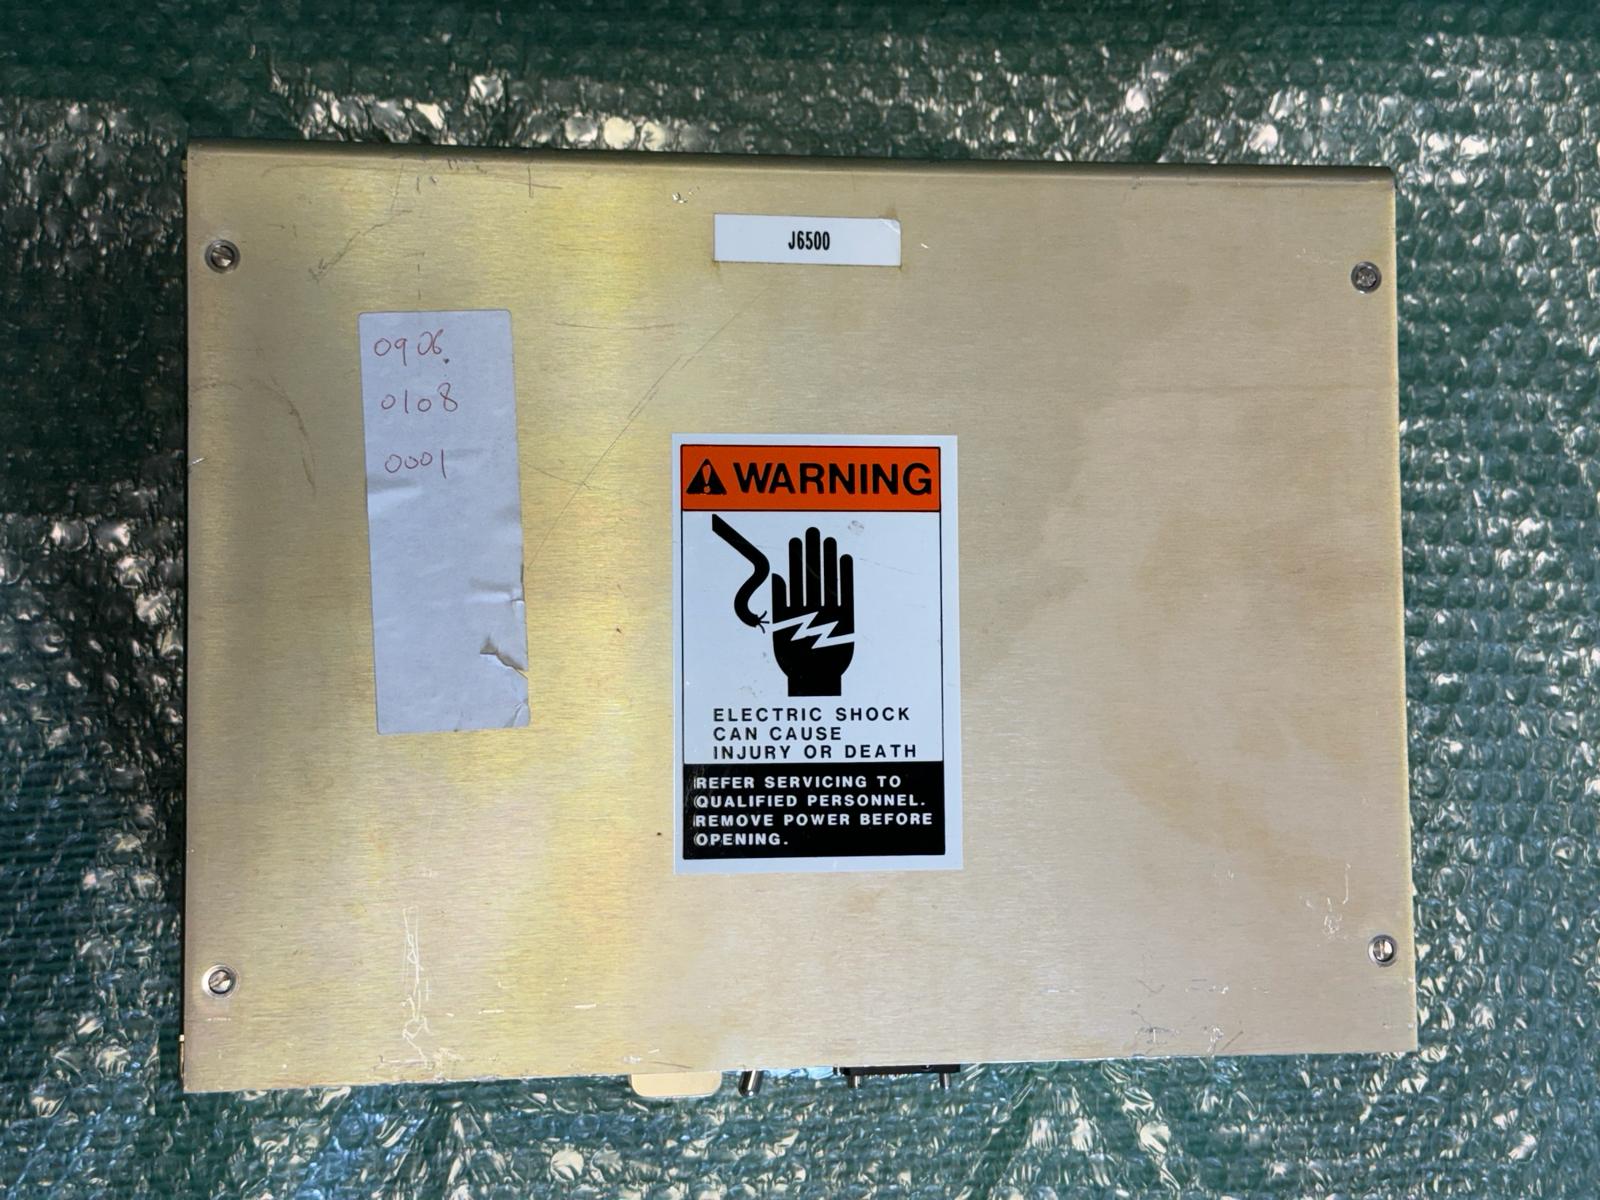 J6500
0906
0108
0001
WARNING
ELECTRIC SHOCK
CAN CAUSE
INJURY OR DEATH
REFER SERVICING TO
QUALIFIED PERSONNEL.
REMOVE POWER BEFORE
OPENING.